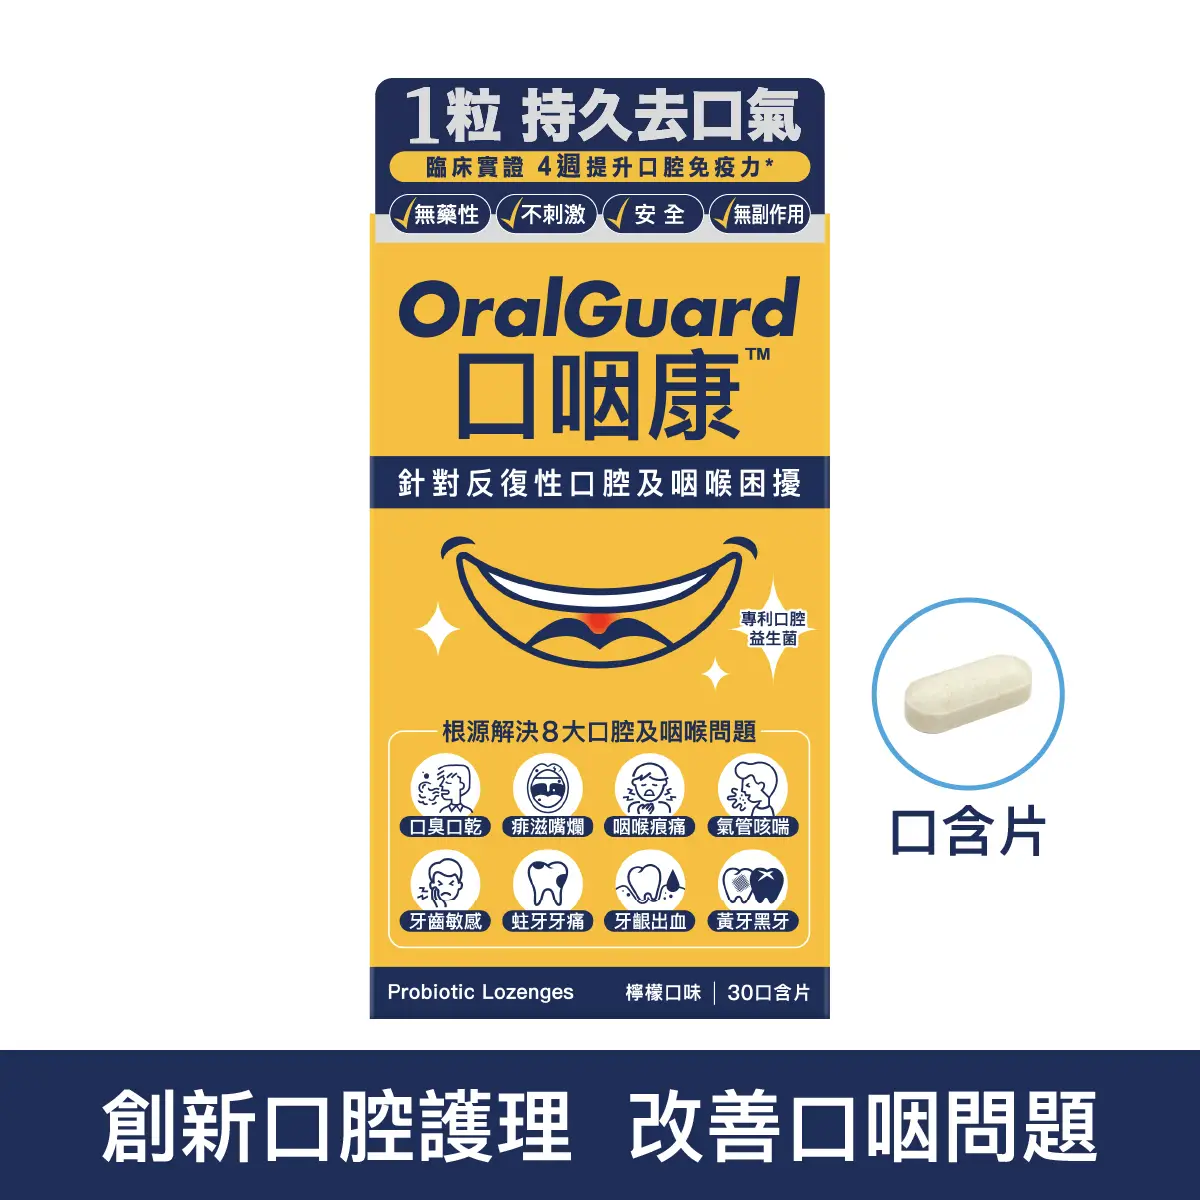 1粒 持久去口氣
臨床實證 4週提升口腔免疫力*
無藥性 不刺激 安全 無副作用
OralGuard
口咽康™
針對反復性口腔及咽喉困擾
專利口腔
益生菌
根源解決8大口腔及咽喉問題
口臭口乾 痱滋嘴爛 咽喉痕痛 氣管咳喘
牙齒敏感 蛀牙牙痛 牙齦出血 黃牙黑牙
Probiotic Lozenges 檸檬口味 | 30口含片
口含片
創新口腔護理 改善口咽問題